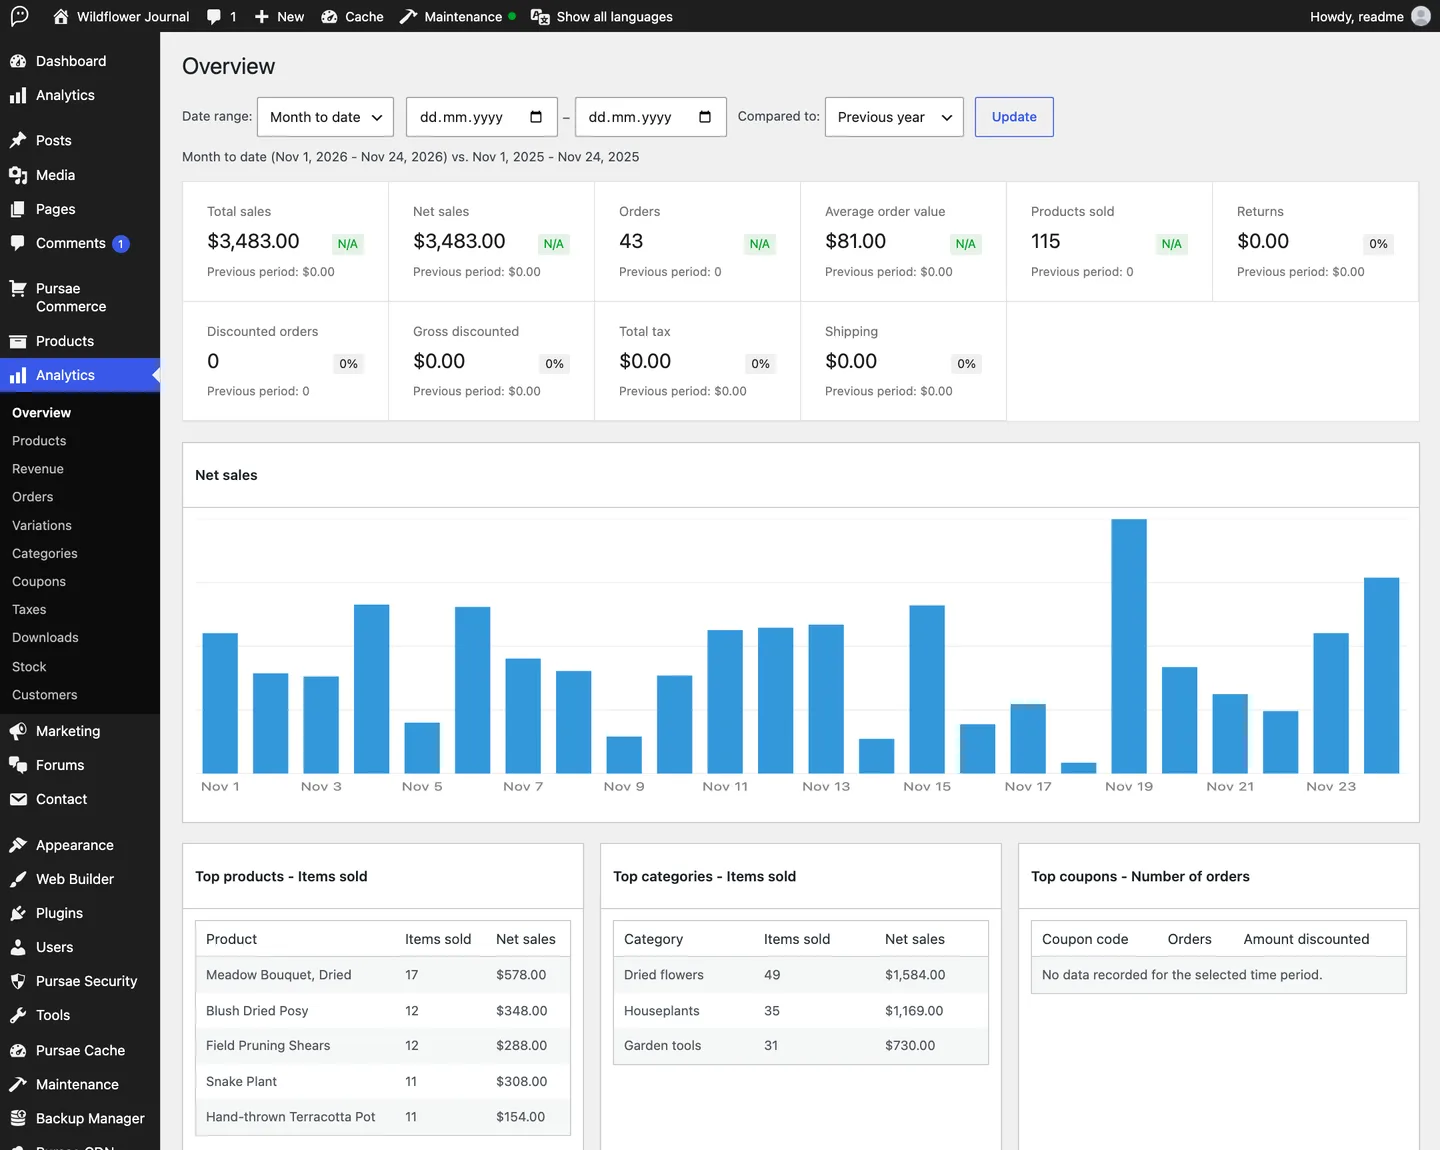 Wildflower Journal 1 New Cache Maintenance Show all languages Howdy, readme
Dashboard
Analytics
Posts
Media
Pages
Comments 1
Pursae
Commerce
Products
Analytics
Overview
Products
Revenue
Orders
Variations
Categories
Coupons
Taxes
Downloads
Stock
Customers
Marketing
Forums
Contact
Appearance
Web Builder
Plugins
Users
Pursae Security
Tools
Pursae Cache
Maintenance
Backup Manager
Overview
Date range: Month to date dd.mm.yyyy – dd.mm.yyyy Compared to: Previous year Update
Month to date (Nov 1, 2026 - Nov 24, 2026) vs. Nov 1, 2025 - Nov 24, 2025
Total sales
$3,483.00 N/A
Previous period: $0.00
Net sales
$3,483.00 N/A
Previous period: $0.00
Orders
43 N/A
Previous period: 0
Average order value
$81.00 N/A
Previous period: $0.00
Products sold
115 N/A
Previous period: 0
Returns
$0.00 0%
Previous period: $0.00
Discounted orders
0 0%
Previous period: 0
Gross discounted
$0.00 0%
Previous period: $0.00
Total tax
$0.00 0%
Previous period: $0.00
Shipping
$0.00 0%
Previous period: $0.00
Net sales
Nov 1 Nov 3 Nov 5 Nov 7 Nov 9 Nov 11 Nov 13 Nov 15 Nov 17 Nov 19 Nov 21 Nov 23
Top products - Items sold
Product Items sold Net sales
Meadow Bouquet, Dried 17 $578.00
Blush Dried Posy 12 $348.00
Field Pruning Shears 12 $288.00
Snake Plant 11 $308.00
Hand-thrown Terracotta Pot 11 $154.00
Top categories - Items sold
Category Items sold Net sales
Dried flowers 49 $1,584.00
Houseplants 35 $1,169.00
Garden tools 31 $730.00
Top coupons - Number of orders
Coupon code Orders Amount discounted
No data recorded for the selected time period.